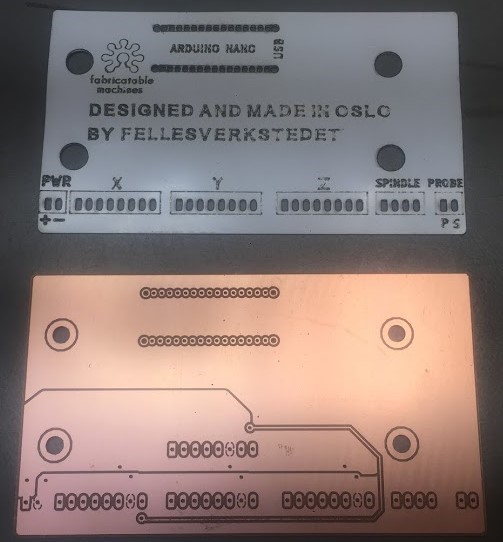 ARDUINO NANO
USB
fabricatable
machines
DESIGNED AND MADE IN OSLO
BY FELLESVERKSTEDET
PWR X Y Z SPINDLE PROBE
+ - P S